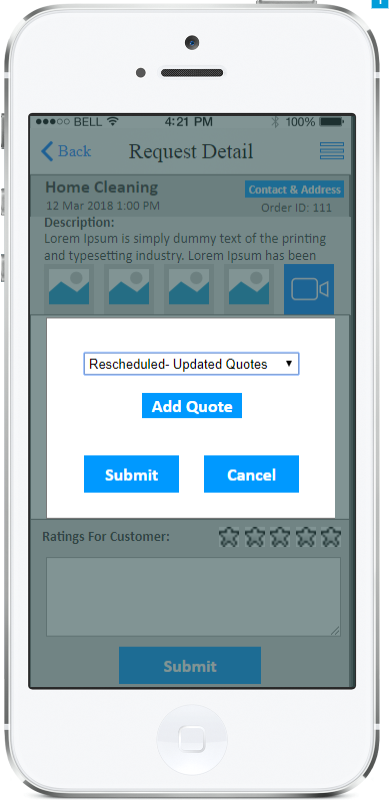 BELL 4:21 PM 100%
Back Request Detail
Home Cleaning Contact & Address
12 Mar 2018 1:00 PM Order ID: 111
Description:
Lorem Ipsum is simply dummy text of the printing
and typesetting industry. Lorem Ipsum has been
Rescheduled- Updated Quotes
Add Quote
Submit Cancel
Ratings For Customer:
Submit